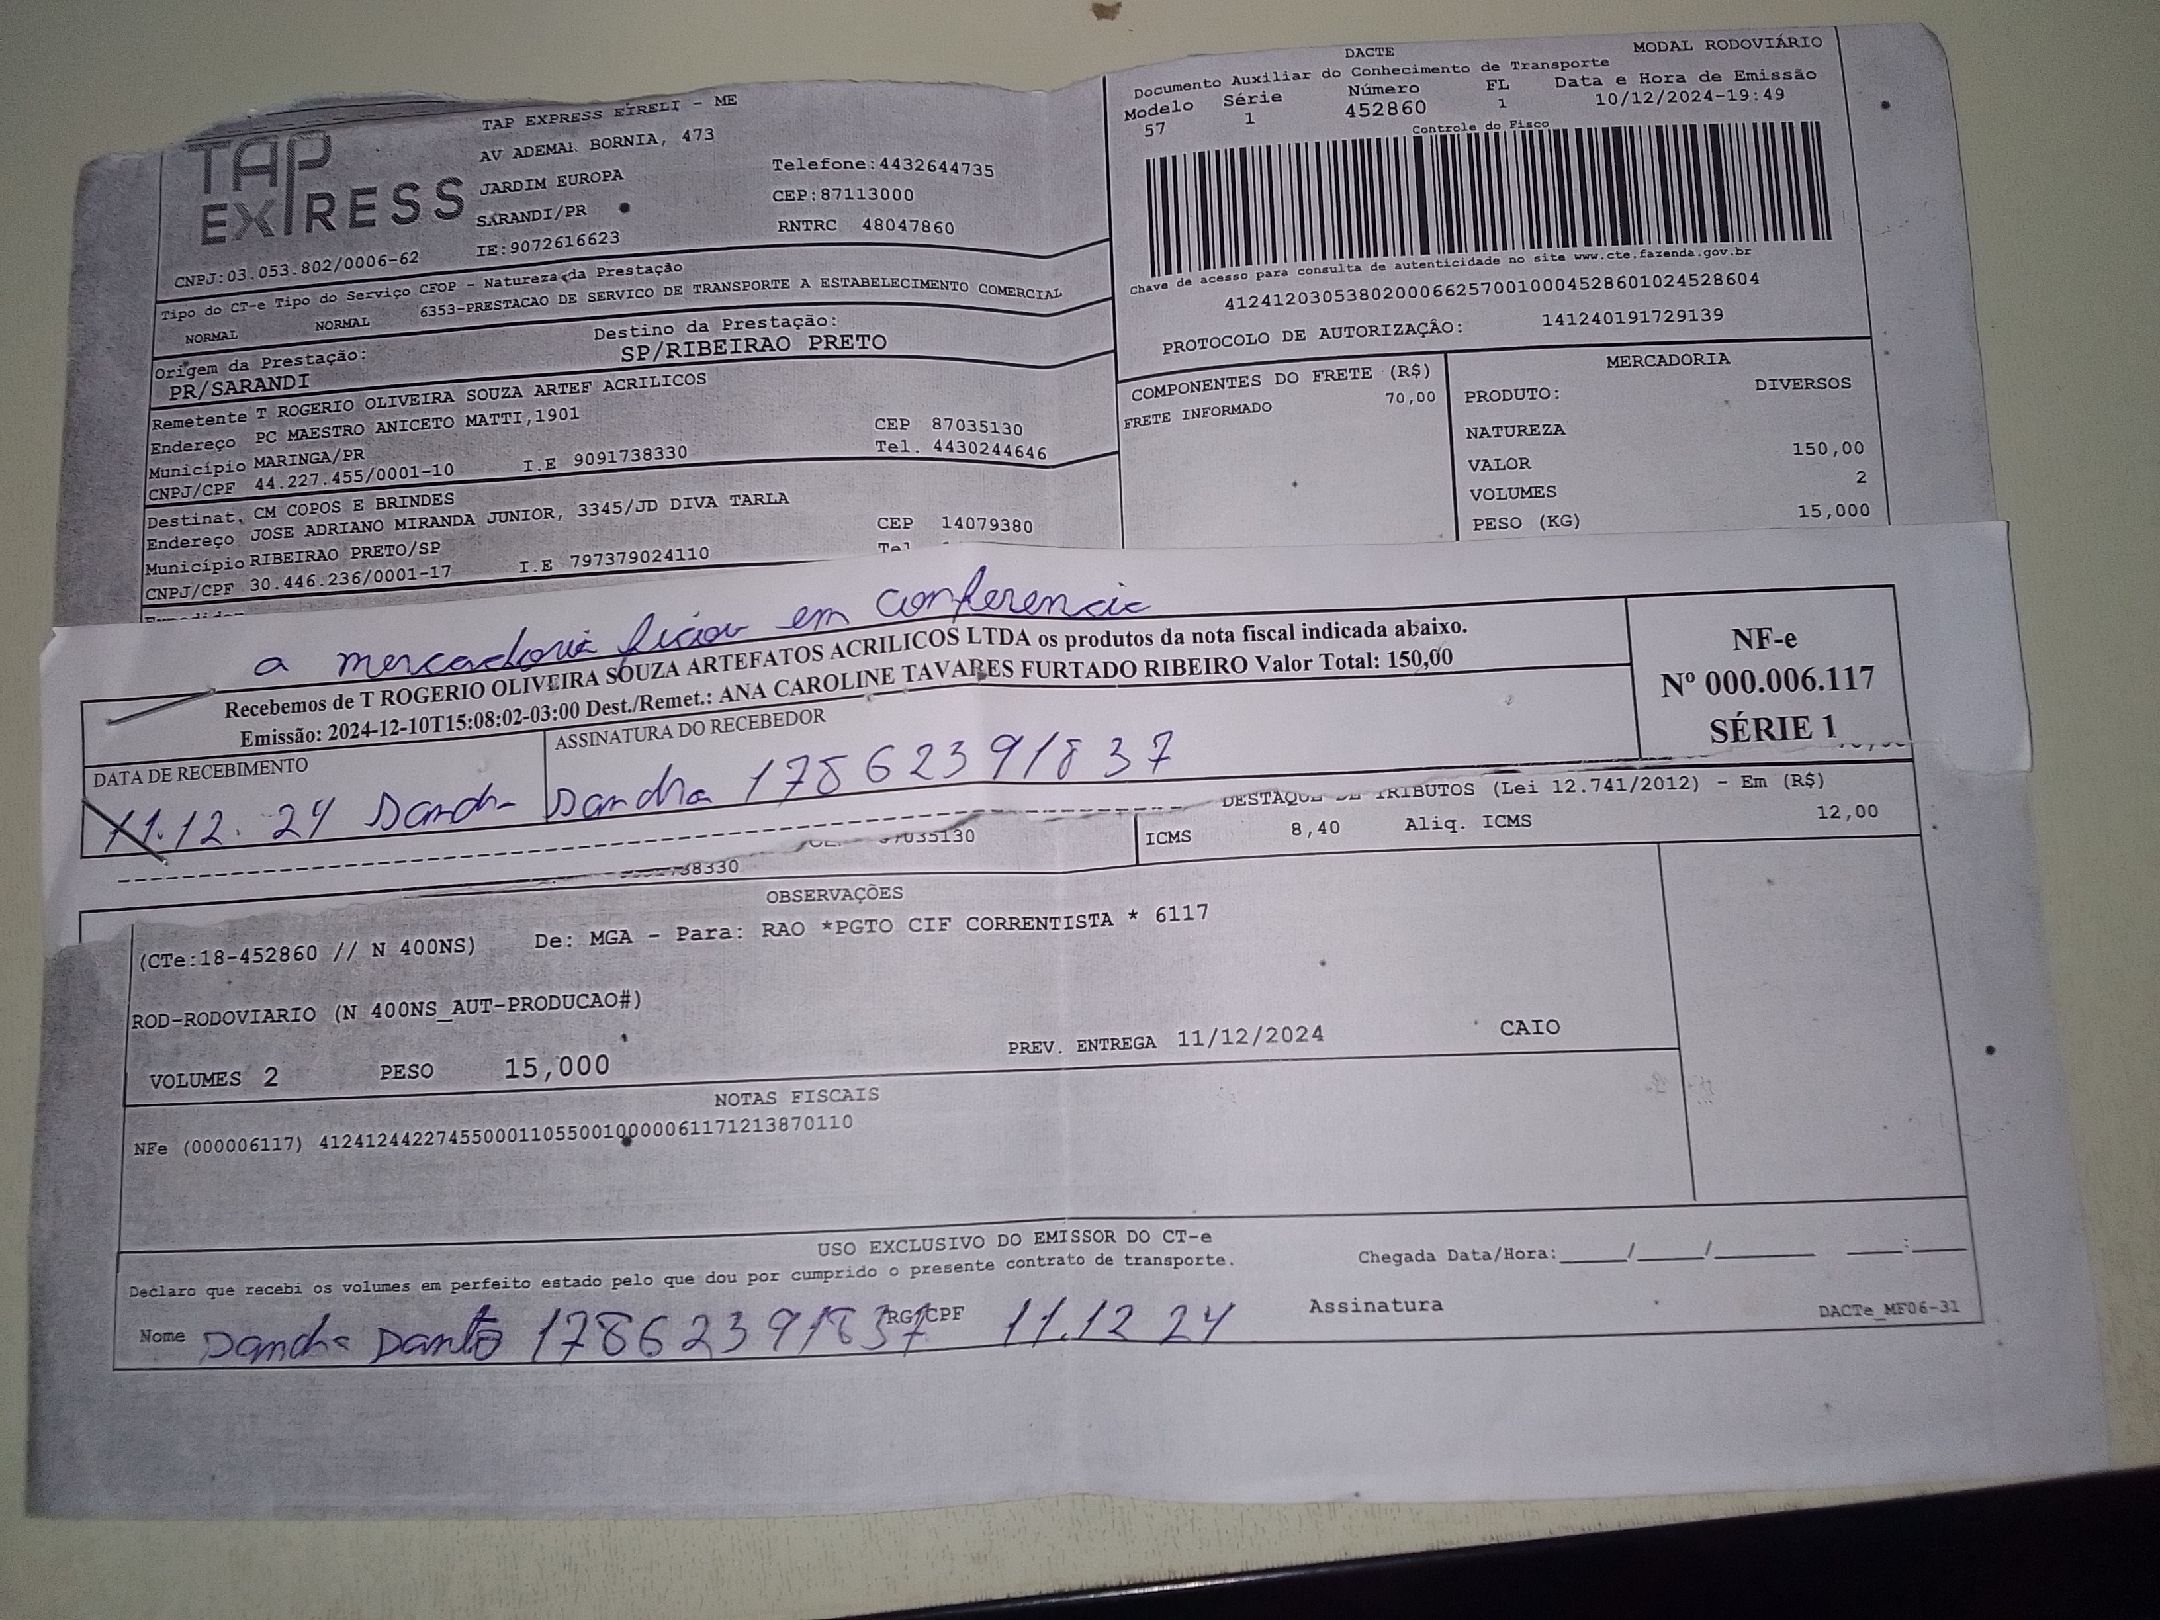 DACTE
MODAL RODOVIÁRIO
Documento Auxiliar do Conhecimento de Transporte
Modelo Série Número FL Data e Hora de Emissão
57 1 452860 1 10/12/2024-19:49
Controle do Fisco
Chave de acesso para consulta de autenticidade no site www.cte.fazenda.gov.br
41241203053802000662570010004528601024528604
PROTOCOLO DE AUTORIZAÇÃO: 141240191729139
TAP EXPRESS
TAP EXPRESS EIRELI - ME
AV ADEMAR BORNIA, 473
JARDIM EUROPA
SARANDI/PR
IE:9072616623
Telefone:4432644735
CEP:87113000
RNTRC 48047860
CNPJ:03.053.802/0006-62
Tipo do CT-e Tipo do Serviço CFOP - Natureza da Prestação
NORMAL NORMAL 6353-PRESTACAO DE SERVICO DE TRANSPORTE A ESTABELECIMENTO COMERCIAL
Origem da Prestação: Destino da Prestação:
PR/SARANDI SP/RIBEIRAO PRETO
Remetente T ROGERIO OLIVEIRA SOUZA ARTEF ACRILICOS
Endereço PC MAESTRO ANICETO MATTI,1901
Município MARINGA/PR CEP 87035130
CNPJ/CPF 44.227.455/0001-10 I.E 9091738330 Tel. 4430244646
Destinat. CM COPOS E BRINDES
Endereço JOSE ADRIANO MIRANDA JUNIOR, 3345/JD DIVA TARLA
Município RIBEIRAO PRETO/SP CEP 14079380
CNPJ/CPF 30.446.236/0001-17 I.E 797379024110 Tel
COMPONENTES DO FRETE (R$)
FRETE INFORMADO 70,00
MERCADORIA
PRODUTO: DIVERSOS
NATUREZA
VALOR 150,00
VOLUMES 2
PESO (KG) 15,000
a mercadoria ficou em conferencia
Recebemos de T ROGERIO OLIVEIRA SOUZA ARTEFATOS ACRILICOS LTDA os produtos da nota fiscal indicada abaixo.
Emissão: 2024-12-10T15:08:02-03:00 Dest./Remet.: ANA CAROLINE TAVARES FURTADO RIBEIRO Valor Total: 150,00
NF-e
Nº 000.006.117
SÉRIE 1
DATA DE RECEBIMENTO
ASSINATURA DO RECEBEDOR
11.12.24
17862391837
DESTAQUE DE TRIBUTOS (Lei 12.741/2012) - Em (R$)
ICMS 8,40 Aliq. ICMS 12,00
OBSERVAÇÕES
(CTe:18-452860 // N 400NS) De: MGA - Para: RAO *PGTO CIF CORRENTISTA * 6117
ROD-RODOVIARIO (N 400NS_AUT-PRODUCAO#)
VOLUMES 2 PESO 15,000 PREV. ENTREGA 11/12/2024 CAIO
NOTAS FISCAIS
NFe (000006117) 41241244227455000110550010000061171213870110
USO EXCLUSIVO DO EMISSOR DO CT-e
Declaro que recebi os volumes em perfeito estado pelo que dou por cumprido o presente contrato de transporte.
Chegada Data/Hora:
Nome 17862391837 RG/CPF 11.12 24 Assinatura
DACTe_MF06-31